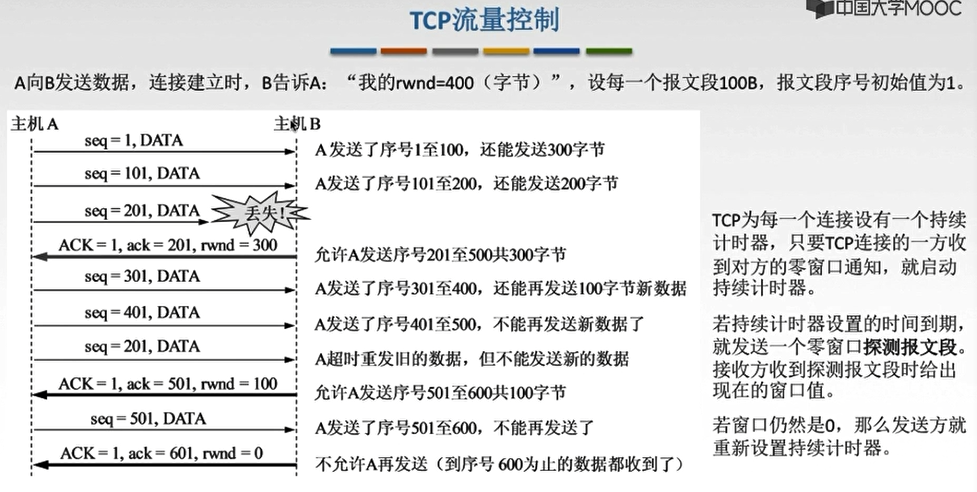 中国大学MOOC
TCP流量控制
A向B发送数据，连接建立时，B告诉A：“我的rwnd=400（字节）”，设每一个报文段100B，报文段序号初始值为1。
主机A 主机B
seq = 1, DATA
A发送了序号1至100，还能发送300字节
seq = 101, DATA
A发送了序号101至200，还能发送200字节
seq = 201, DATA
丢失!
ACK = 1, ack = 201, rwnd = 300
允许A发送序号201至500共300字节
seq = 301, DATA
A发送了序号301至400，还能再发送100字节新数据
seq = 401, DATA
A发送了序号401至500，不能再发送新数据了
seq = 201, DATA
A超时重发旧的数据，但不能发送新的数据
ACK = 1, ack = 501, rwnd = 100
允许A发送序号501至600共100字节
seq = 501, DATA
A发送了序号501至600，不能再发送了
ACK = 1, ack = 601, rwnd = 0
不允许A再发送（到序号600为止的数据都收到了）
TCP为每一个连接设有一个持续
计时器，只要TCP连接的一方收
到对方的零窗口通知，就启动
持续计时器。
若持续计时器设置的时间到期，
就发送一个零窗口探测报文段。
接收方收到探测报文段时给出
现在的窗口值。
若窗口仍然是0，那么发送方就
重新设置持续计时器。